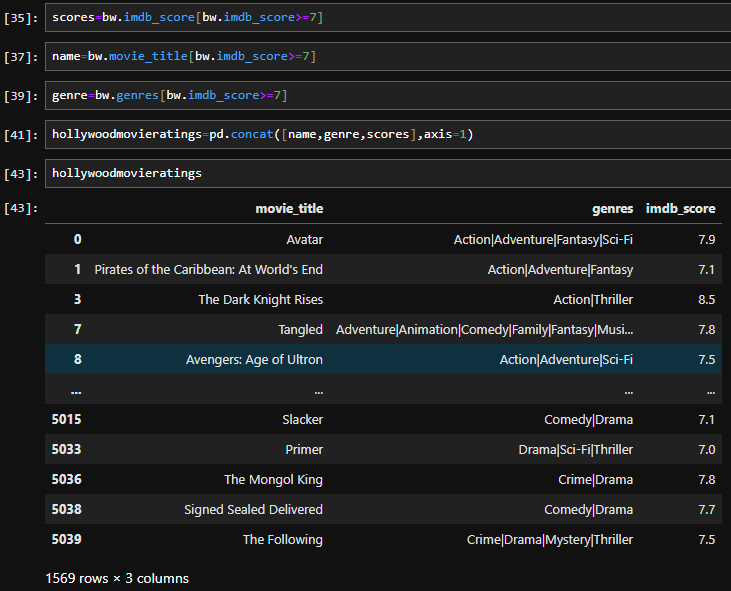 [35]: scores=bw.imdb_score[bw.imdb_score>=7]
[37]: name=bw.movie_title[bw.imdb_score>=7]
[39]: genre=bw.genres[bw.imdb_score>=7]
[41]: hollywoodmovieratings=pd.concat([name,genre,scores],axis=1)
[43]: hollywoodmovieratings
[43]: movie_title genres imdb_score
0 Avatar Action|Adventure|Fantasy|Sci-Fi 7.9
1 Pirates of the Caribbean: At World's End Action|Adventure|Fantasy 7.1
3 The Dark Knight Rises Action|Thriller 8.5
7 Tangled Adventure|Animation|Comedy|Family|Fantasy|Musi... 7.8
8 Avengers: Age of Ultron Action|Adventure|Sci-Fi 7.5
... ... ... ...
5015 Slacker Comedy|Drama 7.1
5033 Primer Drama|Sci-Fi|Thriller 7.0
5036 The Mongol King Crime|Drama 7.8
5038 Signed Sealed Delivered Comedy|Drama 7.7
5039 The Following Crime|Drama|Mystery|Thriller 7.5
1569 rows × 3 columns